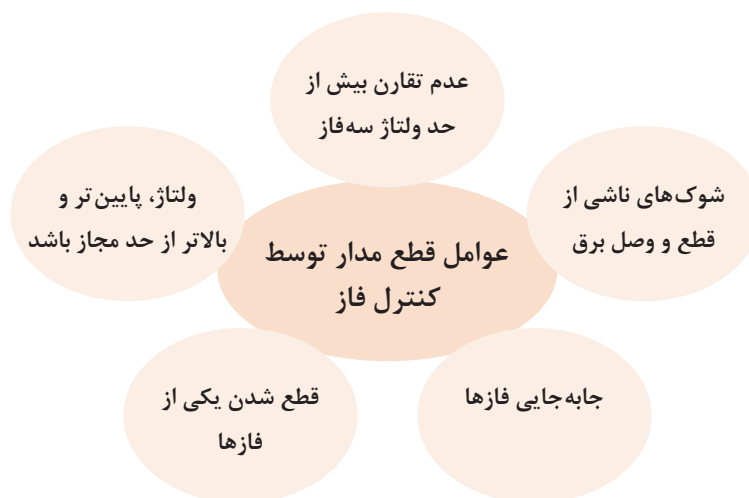 عدم تقارن بیش از
حد ولتاژ سه‌فاز
شوک‌های ناشی از
قطع و وصل برق
ولتاژ، پایین‌تر و
بالاتر از حد مجاز باشد
عوامل قطع مدار توسط
کنترل فاز
جابه‌جایی فازها
قطع شدن یکی از
فازها